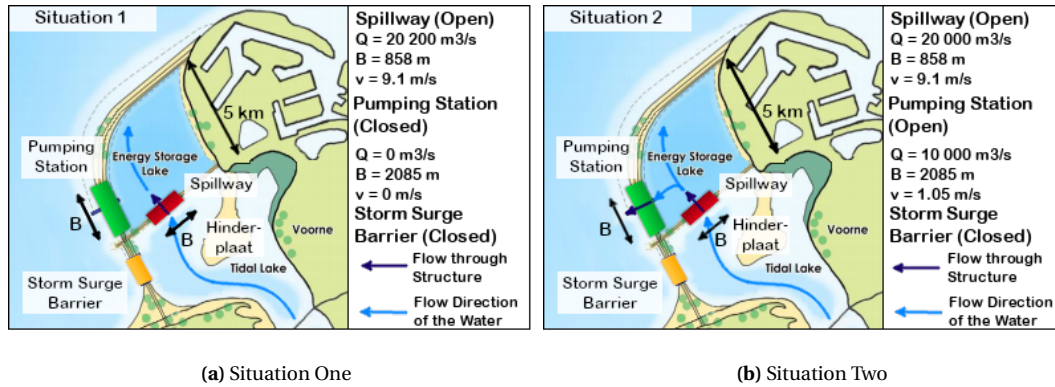 Situation 1
5 km
Pumping
Station
Energy Storage
Lake
Spillway
B
B
Hinder-
plaat
Voorne
Tidal Lake
Storm Surge
Barrier
Spillway (Open)
Q = 20 200 m3/s
B = 858 m
v = 9.1 m/s
Pumping Station
(Closed)
Q = 0 m3/s
B = 2085 m
v = 0 m/s
Storm Surge
Barrier (Closed)
Flow through
Structure
Flow Direction
of the Water
(a) Situation One
Situation 2
5 km
Pumping
Station
Energy Storage
Lake
Spillway
B
B
Hinder-
plaat
Voorne
Tidal Lake
Storm Surge
Barrier
Spillway (Open)
Q = 20 000 m3/s
B = 858 m
v = 9.1 m/s
Pumping Station
(Open)
Q = 10 000 m3/s
B = 2085 m
v = 1.05 m/s
Storm Surge
Barrier (Closed)
Flow through
Structure
Flow Direction
of the Water
(b) Situation Two